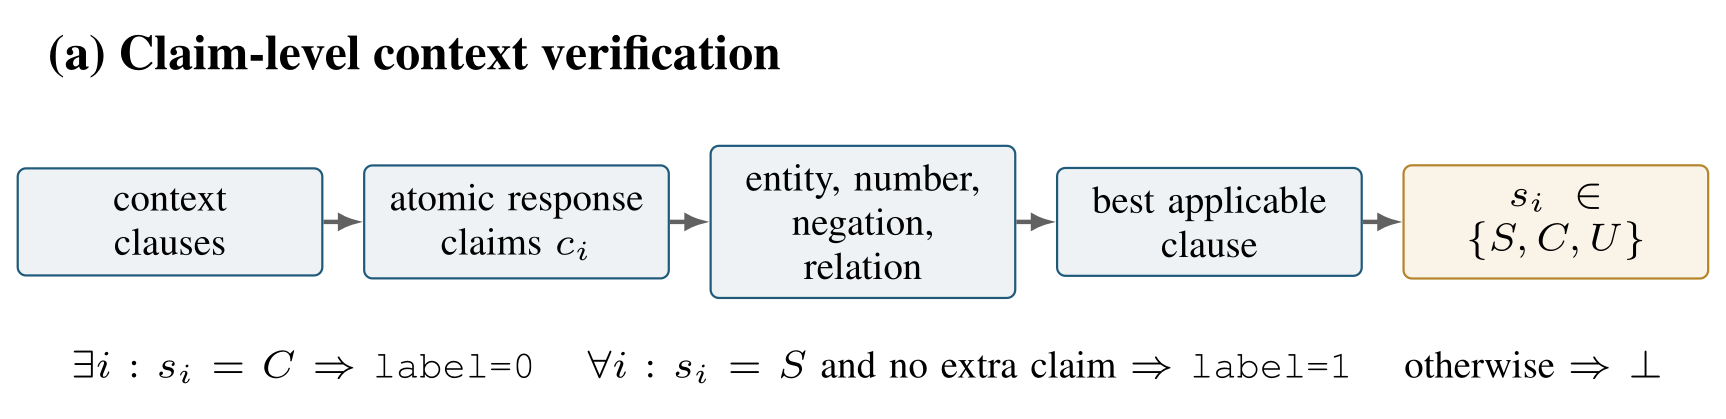 (a) Claim-level context verification
context
clauses
atomic response
claims cᵢ
entity, number,
negation,
relation
best applicable
clause
sᵢ ∈
{S, C, U}
∃i : sᵢ = C ⇒ label=0 ∀i : sᵢ = S and no extra claim ⇒ label=1 otherwise ⇒ ⊥